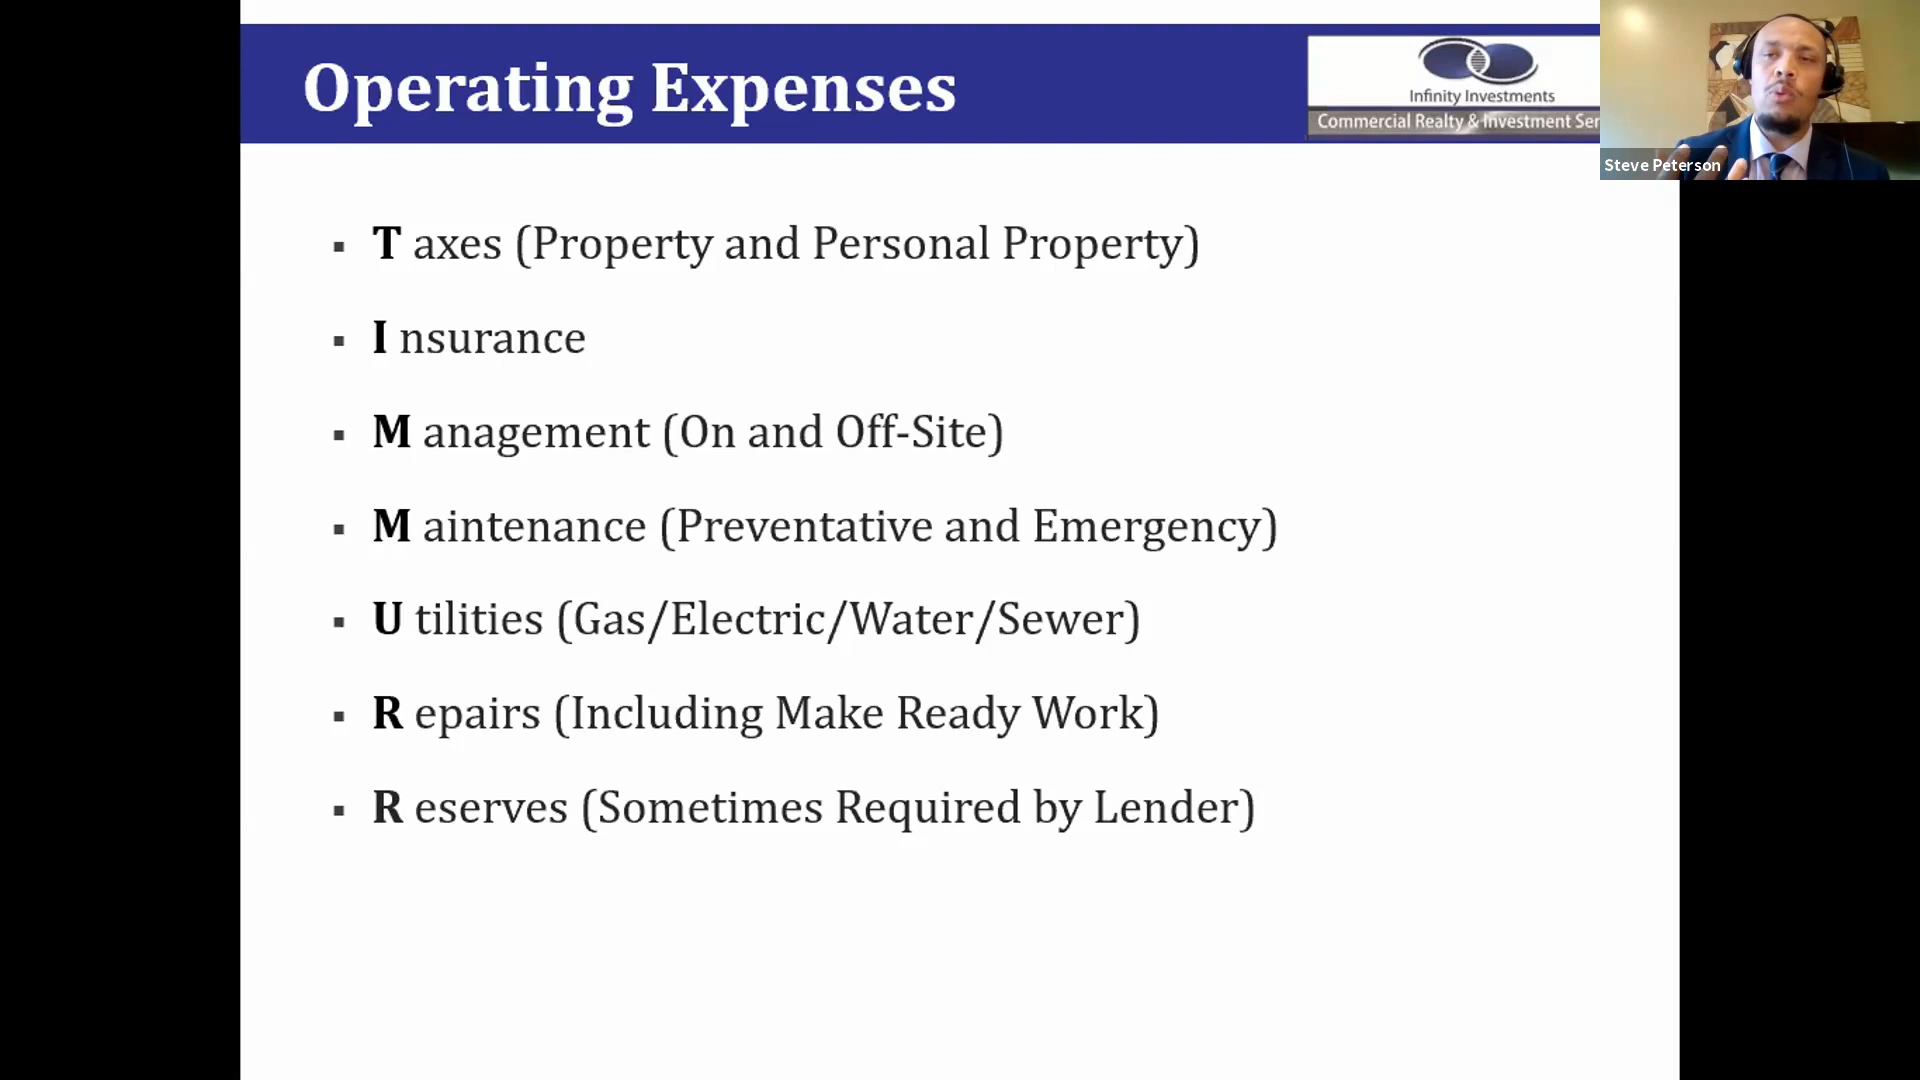 Operating Expenses
Infinity Investments
Commercial Realty & Investment Ser
Steve Peterson
▪ T axes (Property and Personal Property)
▪ I nsurance
▪ M anagement (On and Off-Site)
▪ M aintenance (Preventative and Emergency)
▪ U tilities (Gas/Electric/Water/Sewer)
▪ R epairs (Including Make Ready Work)
▪ R eserves (Sometimes Required by Lender)